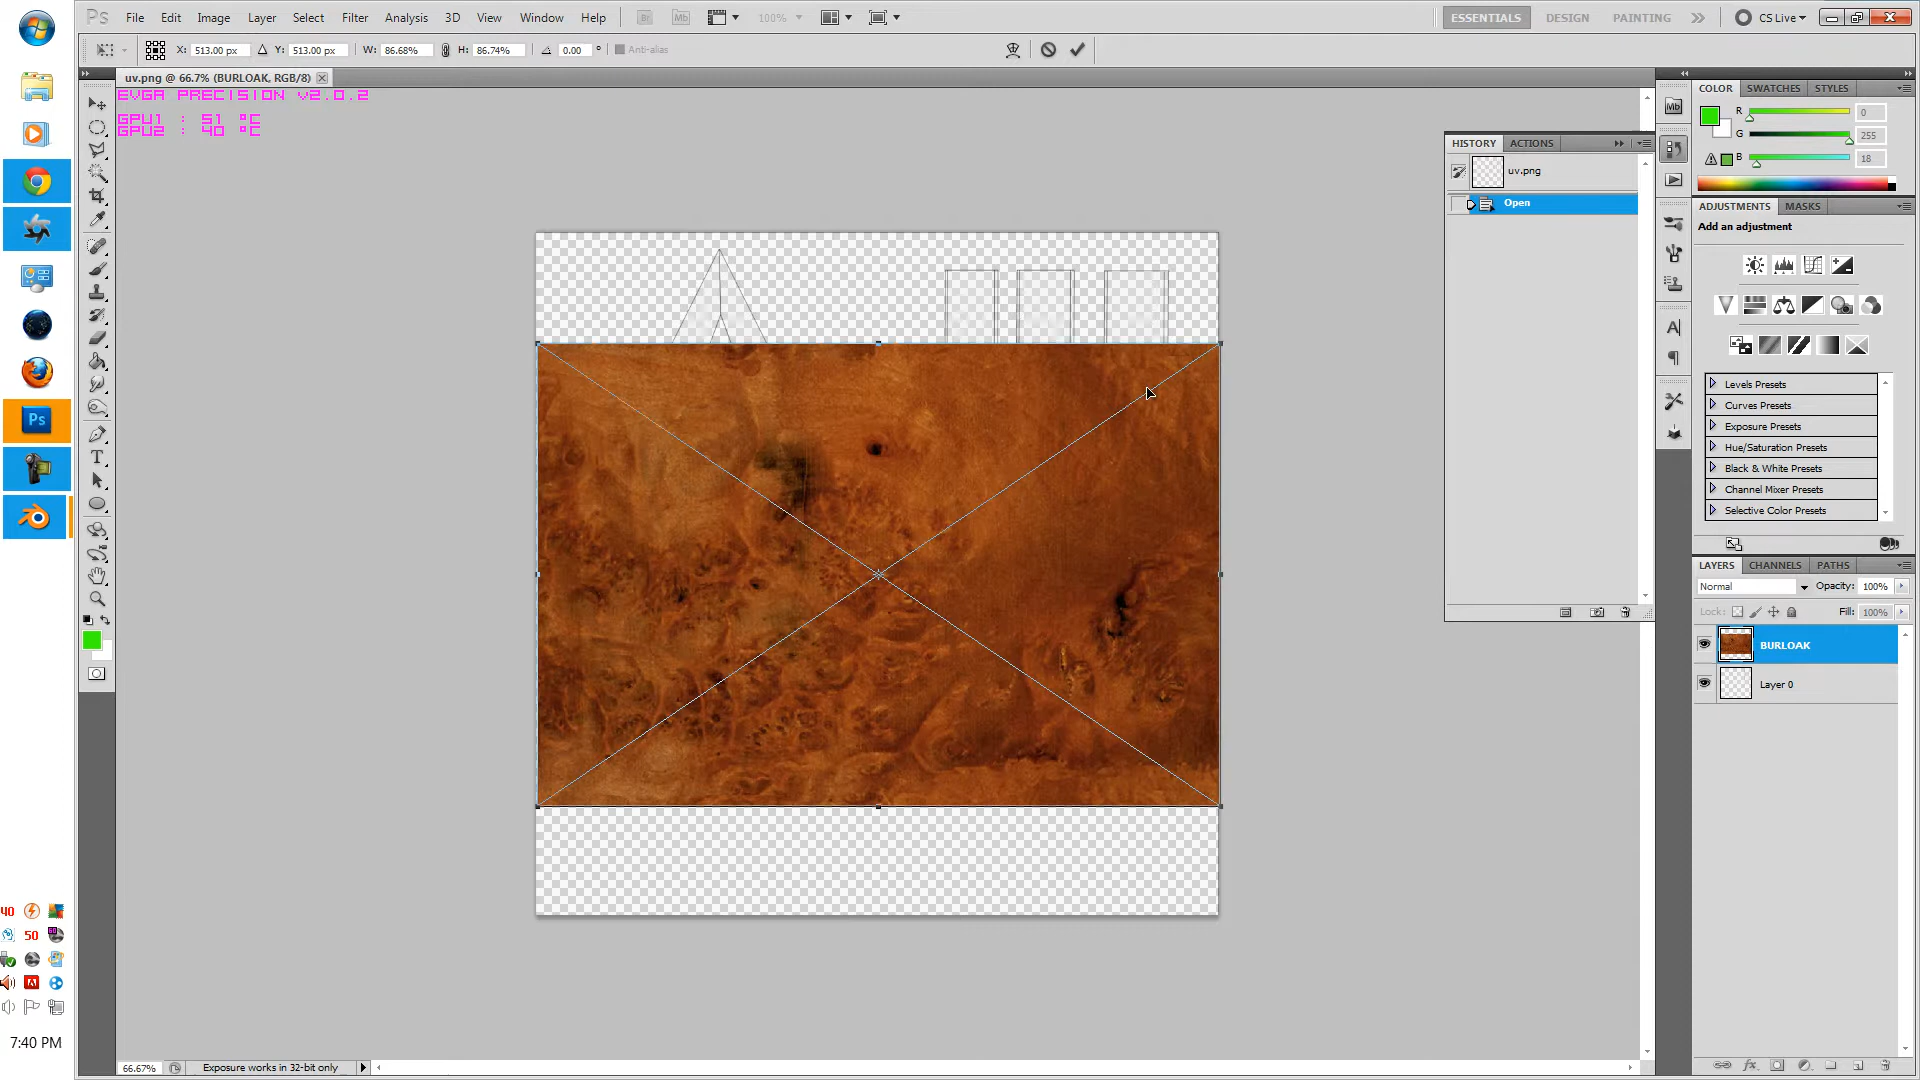 Ps File Edit Image Layer Select Filter Analysis 3D View Window Help Br Mb 100% ESSENTIALS DESIGN PAINTING CS Live
X: 513.00 px Y: 513.00 px W: 86.68% H: 86.74% 0.00 ° Anti-alias
uv.png @ 66.7% (BURLOAK, RGB/8)
EVGA PRECISION v2.0.2
GPU1 : 51 °C
GPU2 : 40 °C
HISTORY ACTIONS
uv.png
Open
Mb
COLOR SWATCHES STYLES
R 0
G 255
B 18
ADJUSTMENTS MASKS
Add an adjustment
Levels Presets
Curves Presets
Exposure Presets
Hue/Saturation Presets
Black & White Presets
Channel Mixer Presets
Selective Color Presets
LAYERS CHANNELS PATHS
Normal Opacity: 100%
Lock: Fill: 100%
BURLOAK
Layer 0
Ps
40
50
7:40 PM
66.67% Exposure works in 32-bit only